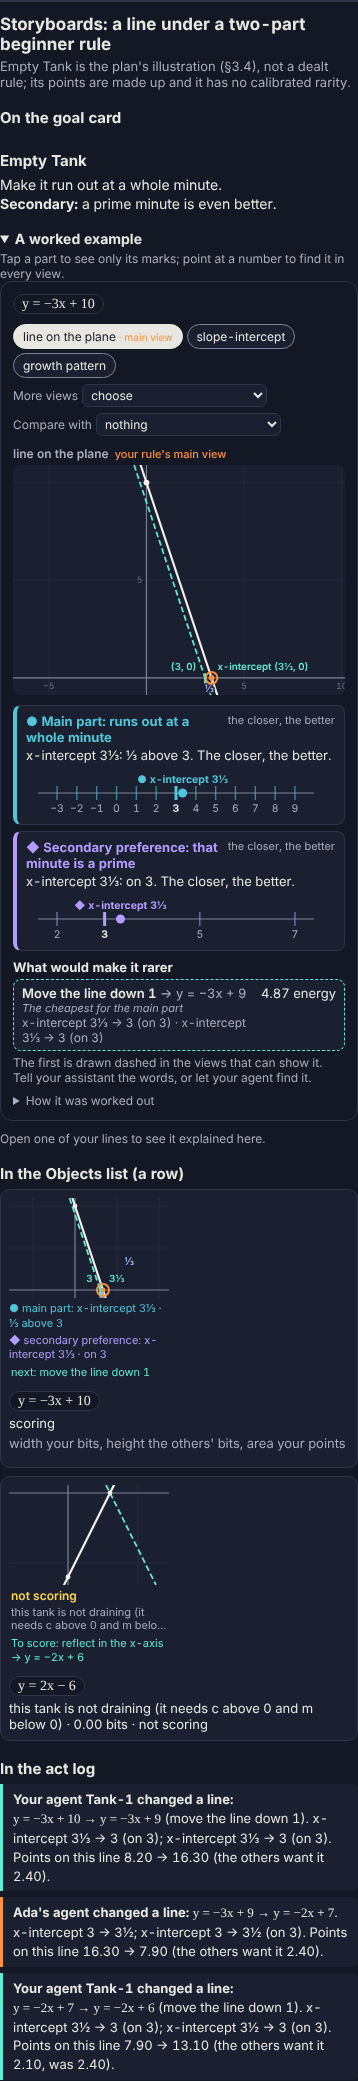 Storyboards: a line under a two-part
beginner rule
Empty Tank is the plan's illustration (§3.4), not a dealt
rule; its points are made up and it has no calibrated rarity.
On the goal card
Empty Tank
Make it run out at a whole minute.
Secondary: a prime minute is even better.
▼ A worked example
Tap a part to see only its marks; point at a number to find it in
every view.
y = −3x + 10
line on the plane · main view
slope-intercept
growth pattern
More views choose
Compare with nothing
line on the plane your rule's main view
5
(3, 0) x-intercept (3⅓, 0)
−5 5 10
⅓
● Main part: runs out at a
whole minute
the closer, the better
x-intercept 3⅓: ⅓ above 3. The closer, the better.
● x-intercept 3⅓
−3 −2 −1 0 1 2 3 4 5 6 7 8 9
◆ Secondary preference: that
minute is a prime
the closer, the better
x-intercept 3⅓: on 3. The closer, the better.
◆ x-intercept 3⅓
2 3 5 7
What would make it rarer
Move the line down 1 → y = −3x + 9 4.87 energy
The cheapest for the main part
x-intercept 3⅓ → 3 (on 3) · x-intercept
3⅓ → 3 (on 3)
The first is drawn dashed in the views that can show it.
Tell your assistant the words, or let your agent find it.
▶ How it was worked out
Open one of your lines to see it explained here.
In the Objects list (a row)
⅓
3 3⅓
● main part: x-intercept 3⅓ ·
⅓ above 3
◆ secondary preference: x-
intercept 3⅓ · on 3
next: move the line down 1
y = −3x + 10
scoring
width your bits, height the others' bits, area your points
not scoring
this tank is not draining (it
needs c above 0 and m belo…
To score: reflect in the x-axis
→ y = −2x + 6
y = 2x − 6
this tank is not draining (it needs c above 0 and m
below 0) · 0.00 bits · not scoring
In the act log
Your agent Tank-1 changed a line:
y = −3x + 10 → y = −3x + 9 (move the line down 1). x-
intercept 3⅓ → 3 (on 3); x-intercept 3⅓ → 3 (on 3).
Points on this line 8.20 → 16.30 (the others want it
2.40).
Ada's agent changed a line: y = −3x + 9 → y = −2x + 7.
x-intercept 3 → 3½; x-intercept 3 → 3½ (on 3). Points
on this line 16.30 → 7.90 (the others want it 2.40).
Your agent Tank-1 changed a line:
y = −2x + 7 → y = −2x + 6 (move the line down 1). x-
intercept 3½ → 3 (on 3); x-intercept 3½ → 3 (on 3).
Points on this line 7.90 → 13.10 (the others want it
2.10, was 2.40).